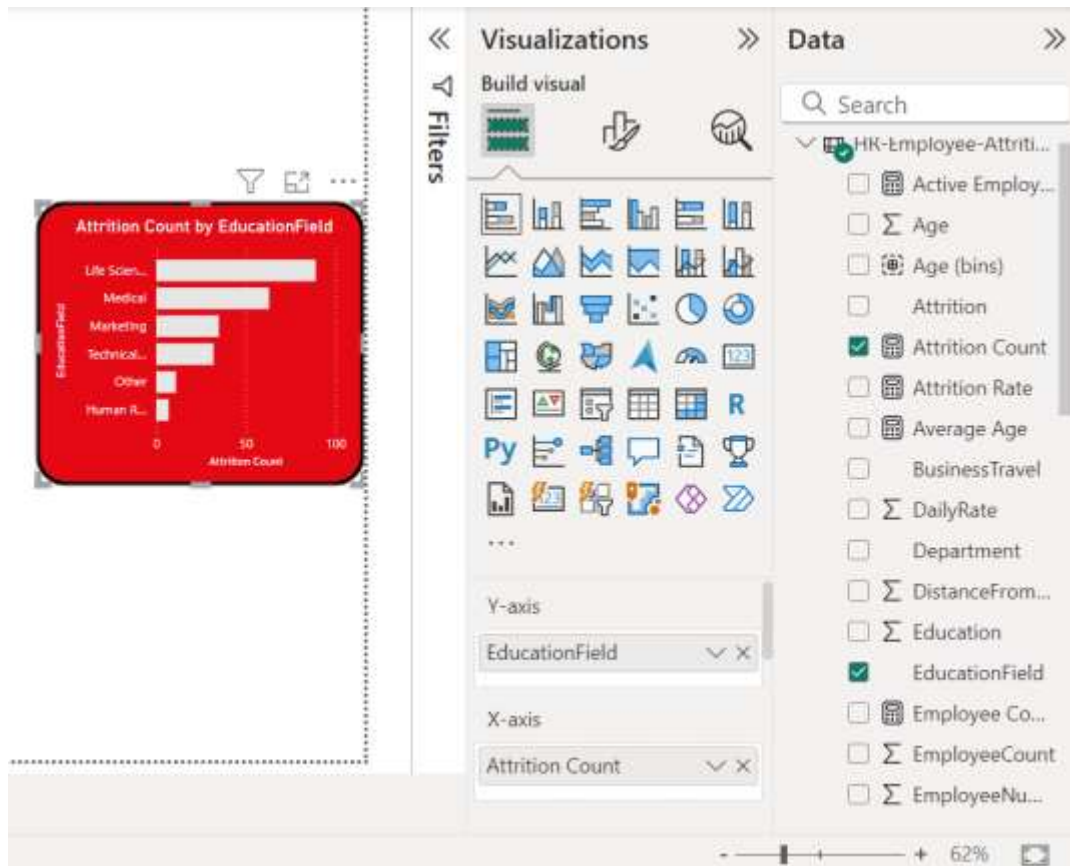 Attrition Count by EducationField
EducationField
Life Scien...
Medical
Marketing
Technical...
Other
Human R...
0 50 100
Attrition Count
Filters
Visualizations
Build visual
123
R
Py
123
...
Y-axis
EducationField
X-axis
Attrition Count
Data
Search
HR-Employee-Attriti...
Active Employ...
Σ Age
Age (bins)
Attrition
Attrition Count
Attrition Rate
Average Age
BusinessTravel
Σ DailyRate
Department
Σ DistanceFrom...
Σ Education
EducationField
Employee Co...
Σ EmployeeCount
Σ EmployeeNu...
- + 62%